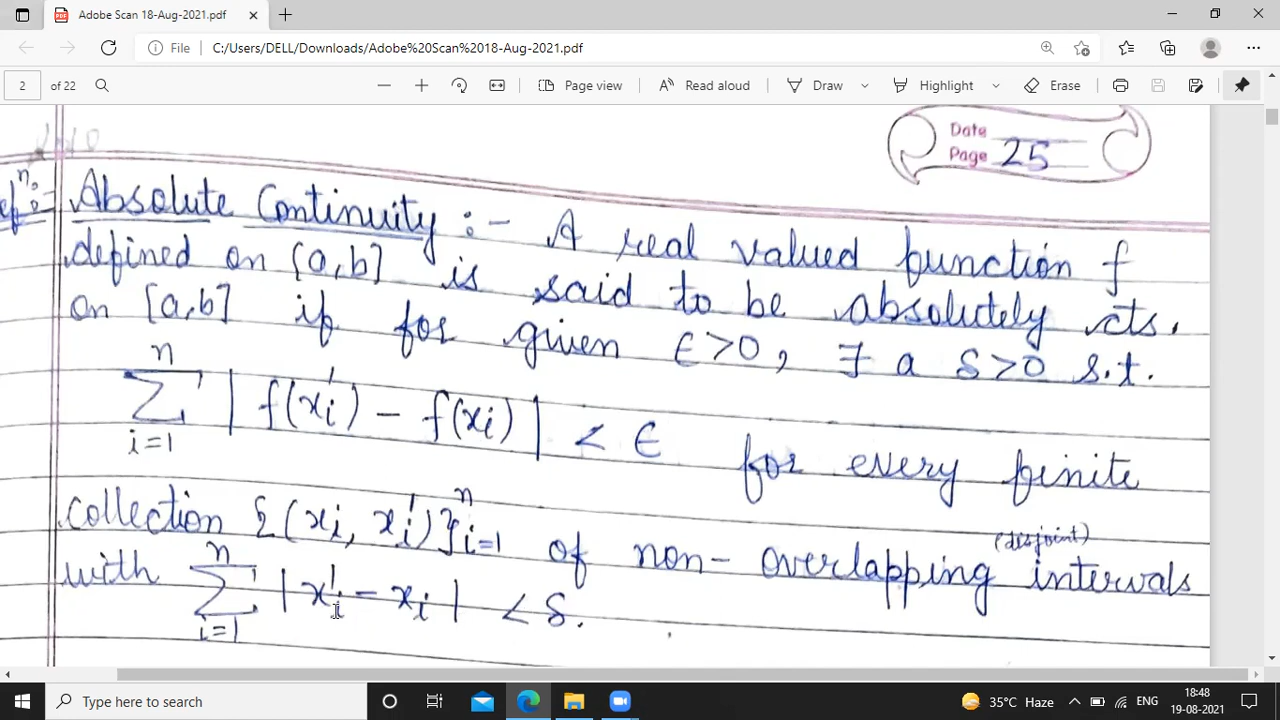 Adobe Scan 18-Aug-2021.pdf
File C:/Users/DELL/Downloads/Adobe%20Scan%2018-Aug-2021.pdf
2 of 22 Page view Read aloud Draw Highlight Erase
Date
Page 25
Absolute Continuity :- A real valued function f
defined on [a,b] is said to be absolutely cts.
on [a,b] if for given ϵ>0, ∃ a δ>0 s.t.
n∑i=1 | f(xi') - f(xi) | < ϵ for every finite
collection {(xi, xi')}ni=1 of non-overlapping (disjoint) intervals
with n∑i=1 |xi' - xi| < δ.
Type here to search
35°C Haze ENG 18:48
19-08-2021